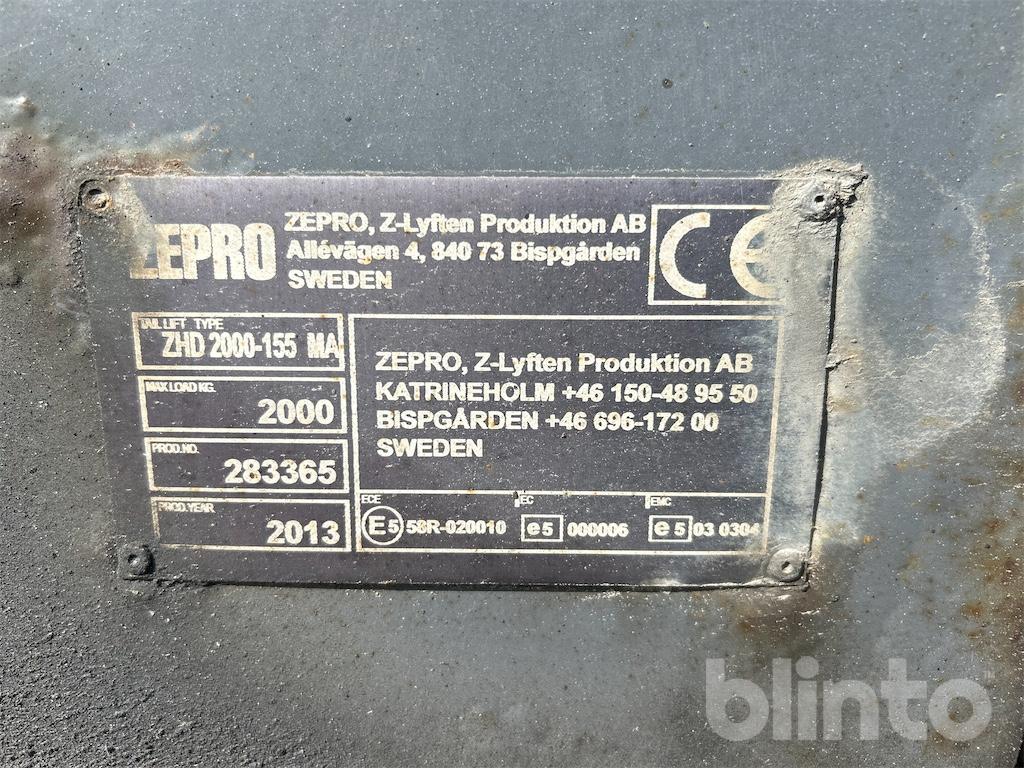 ZEPRO
ZEPRO, Z-Lyften Produktion AB
Allévägen 4, 840 73 Bispgården
SWEDEN
CE
TAIL LIFT TYPE
ZHD 2000-155 MA
MAX LOAD KG.
2000
PROD.NO.
283365
PROD.YEAR
2013
ZEPRO, Z-Lyften Produktion AB
KATRINEHOLM +46 150-48 95 50
BISPGÅRDEN +46 696-172 00
SWEDEN
ECE
E5 58R-020010
EC
e5 000006
EMC
e5 03
blinto